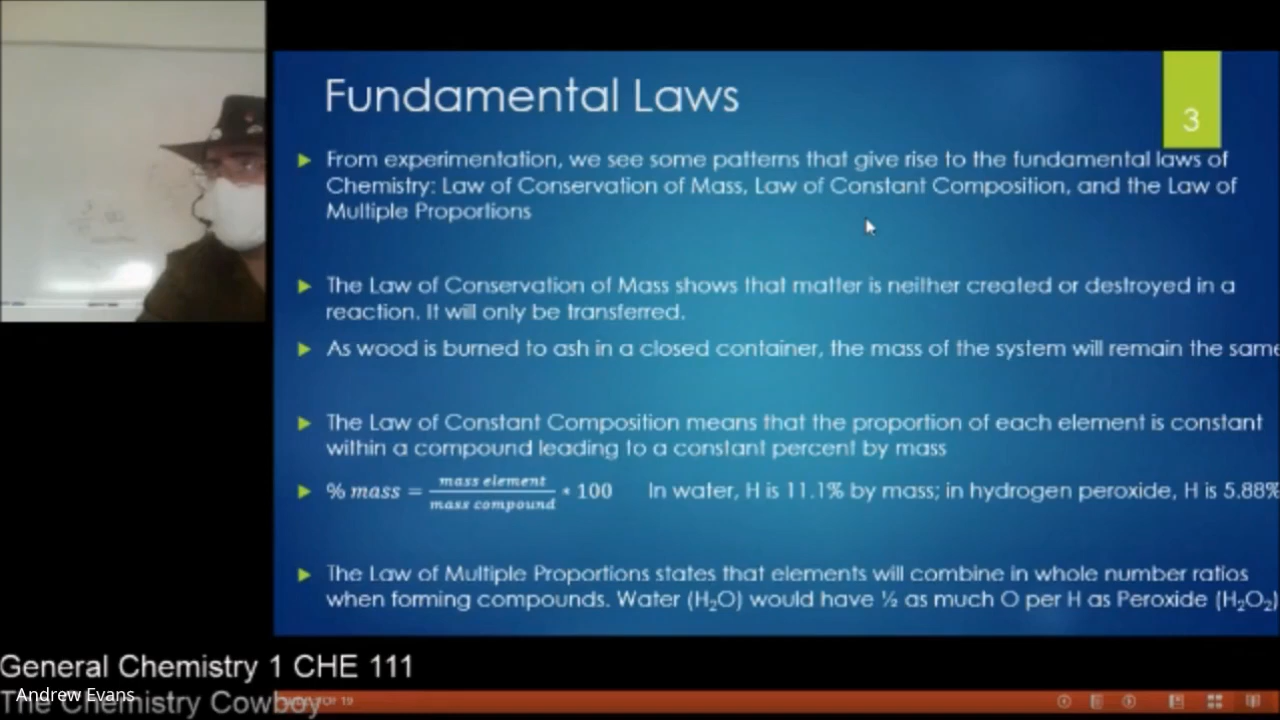 Fundamental Laws
3
From experimentation, we see some patterns that give rise to the fundamental laws of
Chemistry: Law of Conservation of Mass, Law of Constant Composition, and the Law of
Multiple Proportions
The Law of Conservation of Mass shows that matter is neither created or destroyed in a
reaction. It will only be transferred.
As wood is burned to ash in a closed container, the mass of the system will remain the same
The Law of Constant Composition means that the proportion of each element is constant
within a compound leading to a constant percent by mass
% mass = mass element / mass compound * 100 In water, H is 11.1% by mass; in hydrogen peroxide, H is 5.88%
The Law of Multiple Proportions states that elements will combine in whole number ratios
when forming compounds. Water (H₂O) would have ½ as much O per H as Peroxide (H₂O₂)
General Chemistry 1 CHE 111
Andrew Evans
The Chemistry Cowboy
OF 19